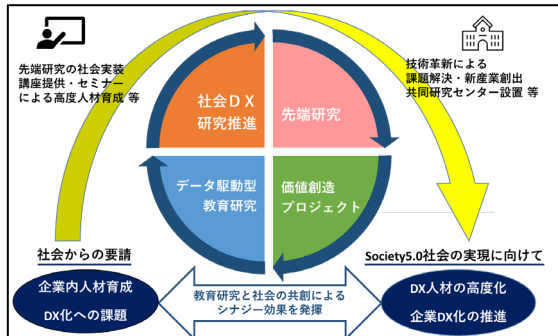 先端研究の社会実装
講座提供・セミナー
による高度人材育成 等
技術革新による
課題解決・新産業創出
共同研究センター設置 等
社会DX
研究推進
先端研究
データ駆動型
教育研究
価値創造
プロジェクト
社会からの要請
企業内人材育成
DX化への課題
教育研究と社会の共創による
シナジー効果を発揮
Society5.0社会の実現に向けて
DX人材の高度化
企業DX化の推進